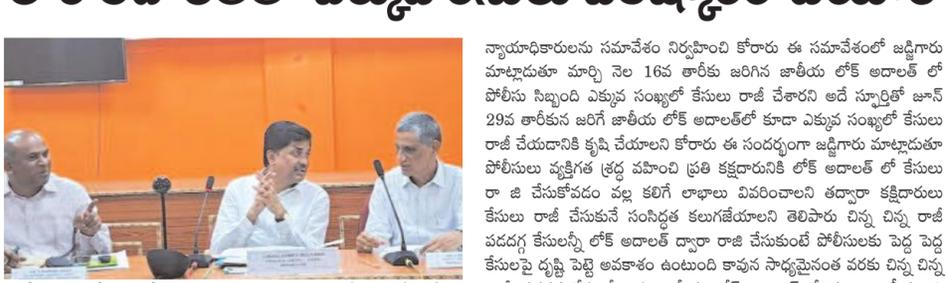 న్యాయాధికారులను సమావేశం నిర్వహించి కోరారు ఈ సమావేశంలో జడ్జిగారు
మాట్లాడుతూ మార్చి నెల 16వ తారీకు జరిగిన జాతీయ లోక్ అదాలత్ లో
పోలీసు సిబ్బంది ఎక్కువ సంఖ్యలో కేసులు రాజీ చేశారని అదే స్ఫూర్తితో జూన్
29వ తారీకున జరిగే జాతీయ లోక్ అదాలత్‌లో కూడా ఎక్కువ సంఖ్యలో కేసులు
రాజీ చేయడానికి కృషి చేయాలని కోరారు ఈ సందర్భంగా జడ్జిగారు మాట్లాడుతూ
పోలీసులు వ్యక్తిగత శ్రద్ధ వహించి ప్రతి కక్షదారునికి లోక్ అదాలత్ లో కేసులు
రా జి చేసుకోవడం వల్ల కలిగే లాభాలు వివరించాలని తద్వారా కక్షిదారులు
కేసులు రాజీ చేసుకునే సంసిద్ధత కలుగజేయాలని తెలిపారు చిన్న చిన్న రాజీ
పడదగ్గ కేసులన్నీ లోక్ అదాలత్ ద్వారా రాజి చేసుకుంటే పోలీసులకు పెద్ద పెద్ద
కేసులపై దృష్టి పెట్టె అవకాశం ఉంటుంది కావున సాధ్యమైనంత వరకు చిన్న చిన్న